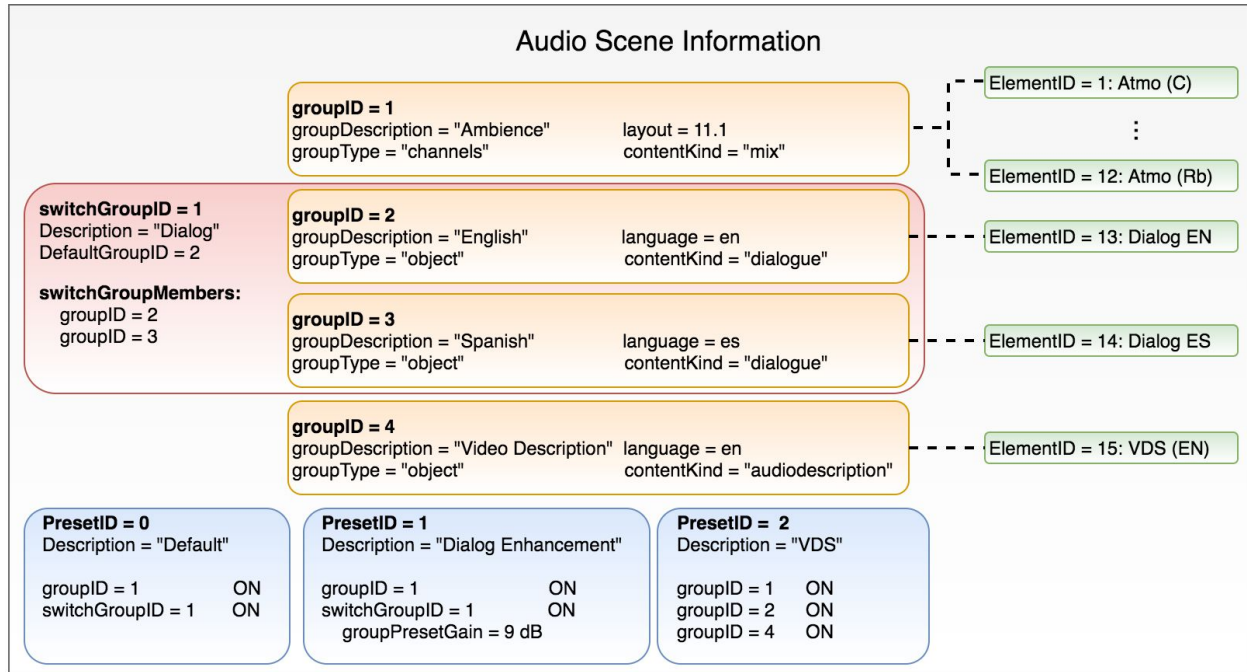 Audio Scene Information
groupID = 1
groupDescription = "Ambience" layout = 11.1
groupType = "channels" contentKind = "mix"
ElementID = 1: Atmo (C)
⋮
ElementID = 12: Atmo (Rb)
switchGroupID = 1
Description = "Dialog"
DefaultGroupID = 2
switchGroupMembers:
groupID = 2
groupID = 3
groupID = 2
groupDescription = "English" language = en
groupType = "object" contentKind = "dialogue"
ElementID = 13: Dialog EN
groupID = 3
groupDescription = "Spanish" language = es
groupType = "object" contentKind = "dialogue"
ElementID = 14: Dialog ES
groupID = 4
groupDescription = "Video Description" language = en
groupType = "object" contentKind = "audiodescription"
ElementID = 15: VDS (EN)
PresetID = 0
Description = "Default"
groupID = 1 ON
switchGroupID = 1 ON
PresetID = 1
Description = "Dialog Enhancement"
groupID = 1 ON
switchGroupID = 1 ON
groupPresetGain = 9 dB
PresetID = 2
Description = "VDS"
groupID = 1 ON
groupID = 2 ON
groupID = 4 ON